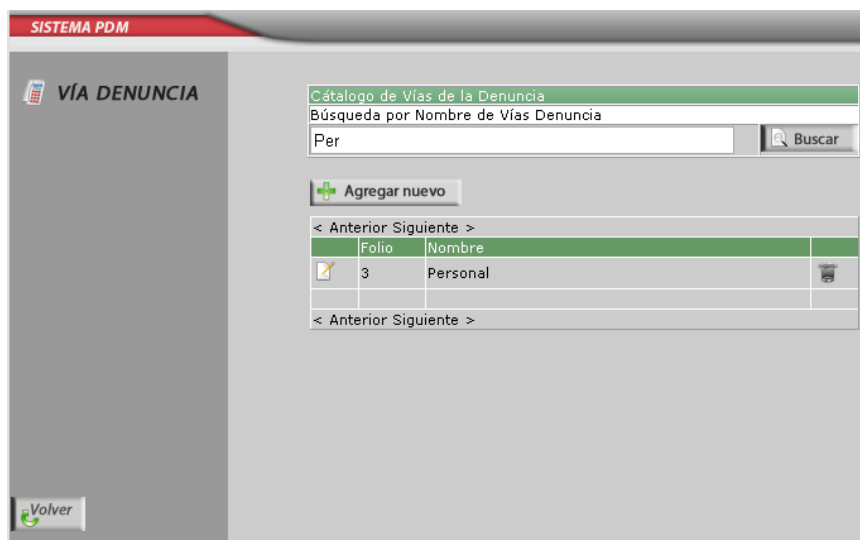 SISTEMA PDM
VÍA DENUNCIA
Cátalogo de Vías de la Denuncia
Búsqueda por Nombre de Vías Denuncia
Per
Buscar
Agregar nuevo
< Anterior Siguiente >
Folio Nombre
3 Personal
< Anterior Siguiente >
Volver